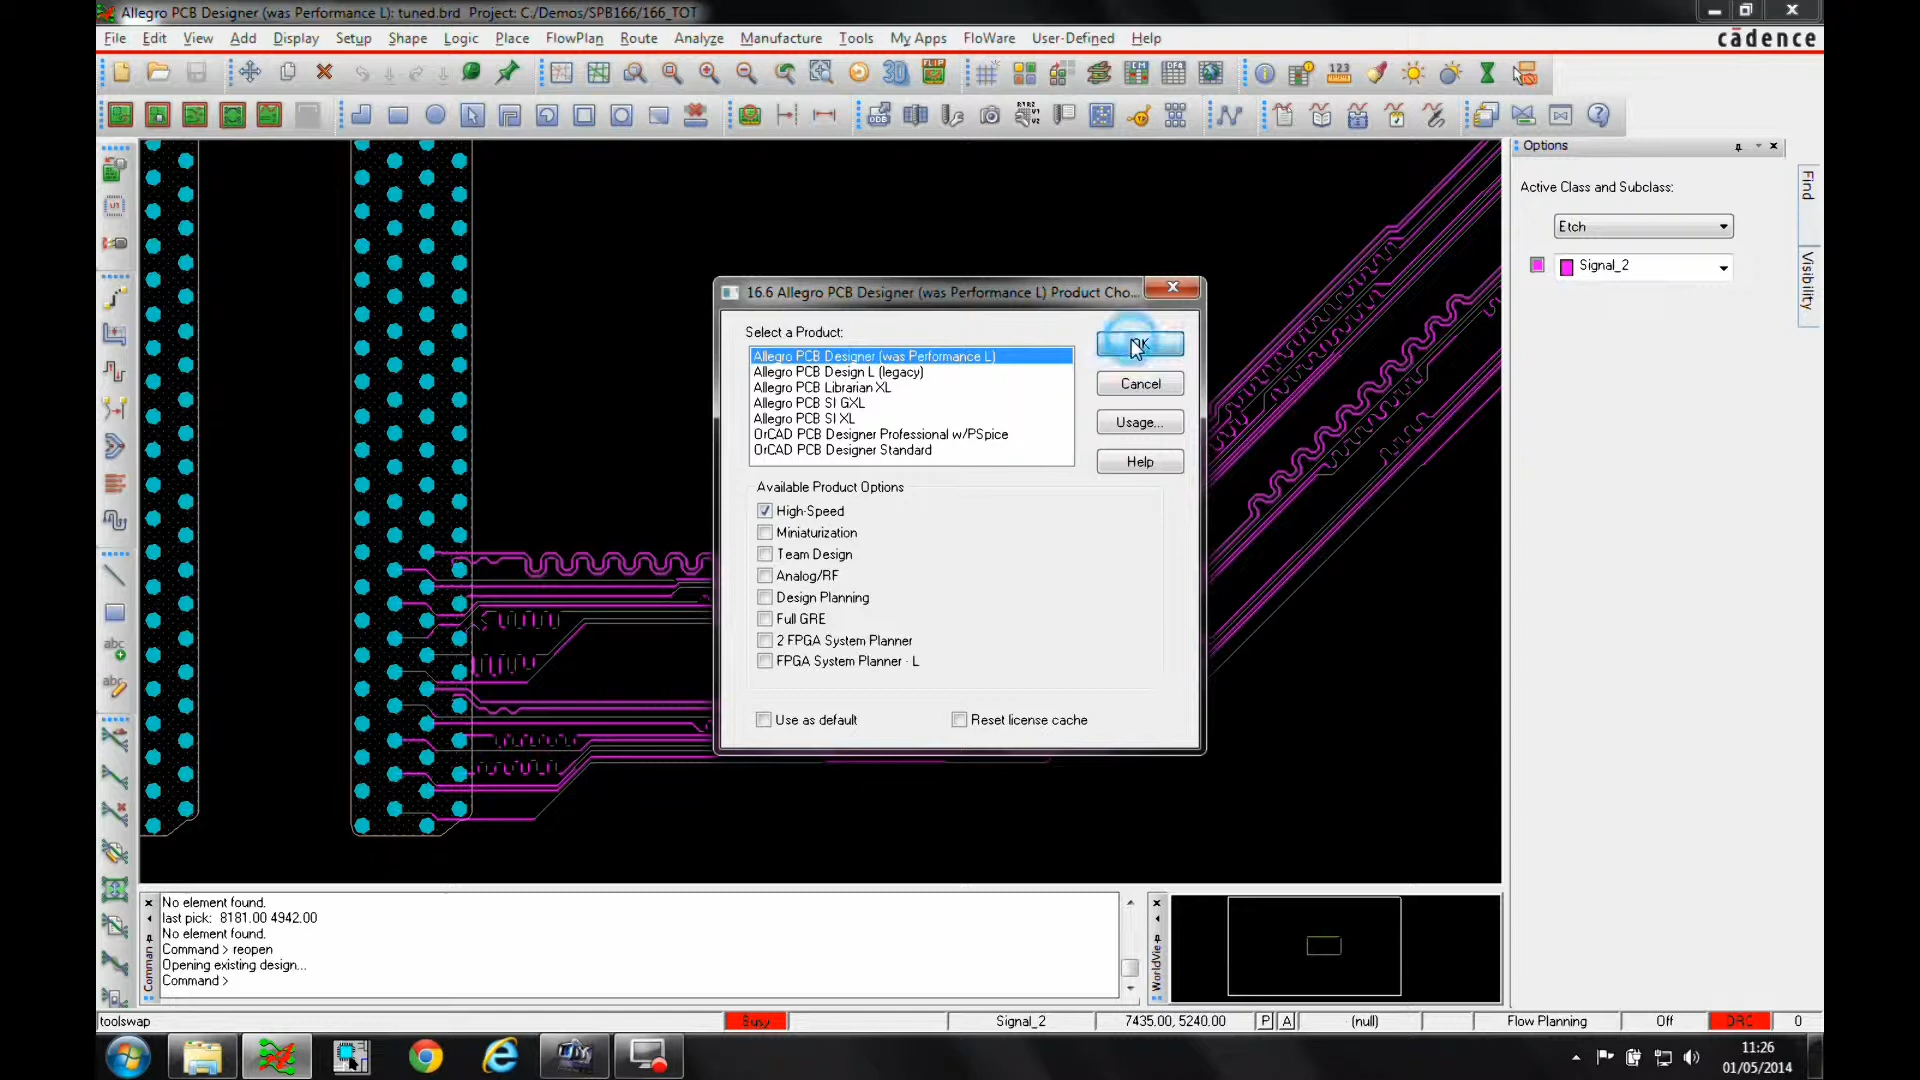 Allegro PCB Designer (was Performance L): tuned.brd Project: C:/Demos/SPB166/166_TOT
File Edit View Add Display Setup Shape Logic Place FlowPlan Route Analyze Manufacture Tools My Apps FloWare User-Defined Help
cādence
Options
Active Class and Subclass:
Etch
Signal_2
Find
Visibility
16.6 Allegro PCB Designer (was Performance L) Product Cho...
Select a Product:
Allegro PCB Designer (was Performance L)
Allegro PCB Design L (legacy)
Allegro PCB Librarian XL
Allegro PCB SI GXL
Allegro PCB SI XL
OrCAD PCB Designer Professional w/PSpice
OrCAD PCB Designer Standard
OK
Cancel
Usage...
Help
Available Product Options
High-Speed
Miniaturization
Team Design
Analog/RF
Design Planning
Full GRE
2 FPGA System Planner
FPGA System Planner - L
Use as default
Reset license cache
No element found.
last pick: 8181.00 4942.00
No element found.
Command > reopen
Opening existing design...
Command >
Comman
WorldVie
toolswap
Busy
Signal_2
7435.00, 5240.00
P A
(null)
Flow Planning
Off
DRC
0
11:26
01/05/2014